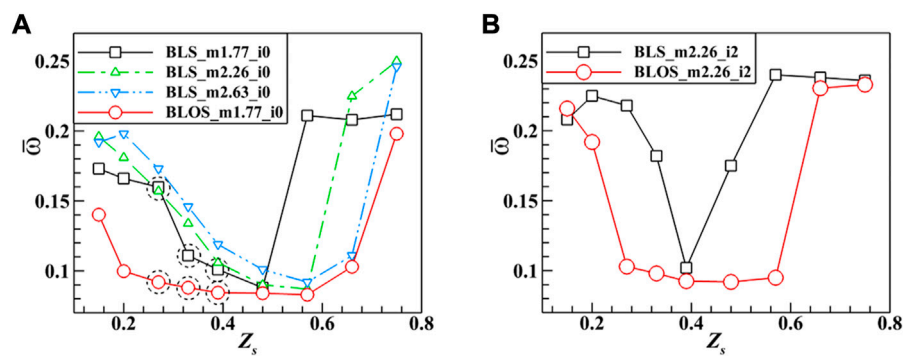 A
BLS_m1.77_i0
BLS_m2.26_i0
BLS_m2.63_i0
BLOS_m1.77_i0
0.25
0.2
0.15
0.1
ω̅
0.2 0.4 0.6 0.8
Zs
B
BLS_m2.26_i2
BLOS_m2.26_i2
0.25
0.2
0.15
0.1
ω̅
0.2 0.4 0.6 0.8
Zs